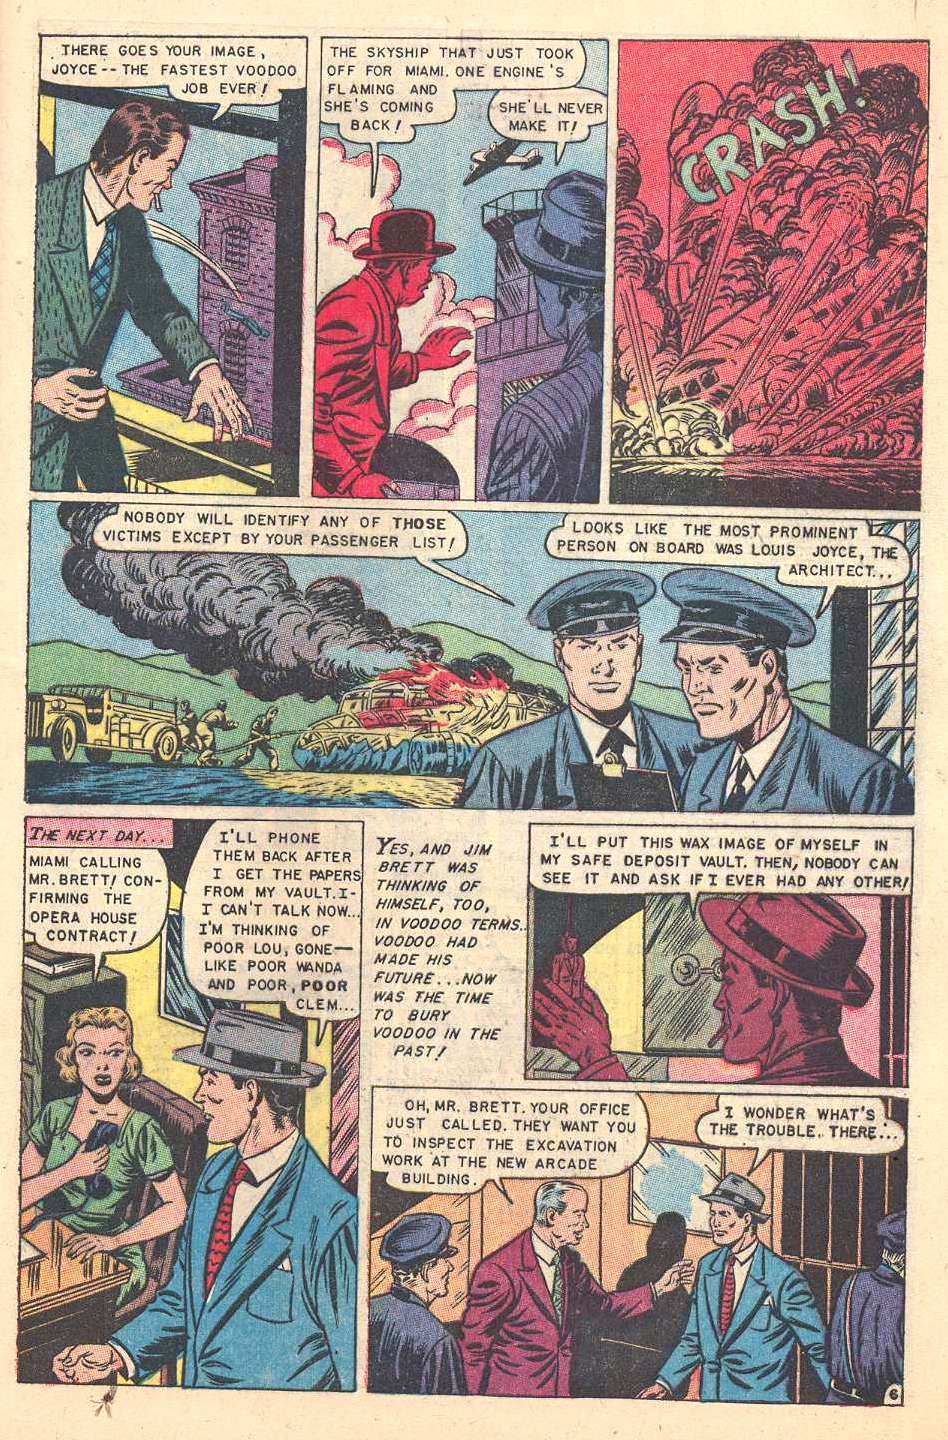 THERE GOES YOUR IMAGE,
JOYCE -- THE FASTEST VOODOO
JOB EVER!
THE SKYSHIP THAT JUST TOOK
OFF FOR MIAMI. ONE ENGINE'S
FLAMING AND
SHE'S COMING
BACK!
SHE'LL NEVER
MAKE IT!
CRASH!
NOBODY WILL IDENTIFY ANY OF THOSE
VICTIMS EXCEPT BY YOUR PASSENGER LIST!
LOOKS LIKE THE MOST PROMINENT
PERSON ON BOARD WAS LOUIS JOYCE, THE
ARCHITECT...
THE NEXT DAY...
MIAMI CALLING
MR. BRETT! CON-
FIRMING THE
OPERA HOUSE
CONTRACT!
I'LL PHONE
THEM BACK AFTER
I GET THE PAPERS
FROM MY VAULT. I-
I CAN'T TALK NOW...
I'M THINKING OF
POOR LOU, GONE—
LIKE POOR WANDA
AND POOR, POOR
CLEM...
YES, AND JIM
BRETT WAS
THINKING OF
HIMSELF, TOO,
IN VOODOO TERMS..
VOODOO HAD
MADE HIS
FUTURE...NOW
WAS THE TIME
TO BURY
VOODOO IN THE
PAST!
I'LL PUT THIS WAX IMAGE OF MYSELF IN
MY SAFE DEPOSIT VAULT. THEN, NOBODY CAN
SEE IT AND ASK IF I EVER HAD ANY OTHER!
OH, MR. BRETT. YOUR OFFICE
JUST CALLED. THEY WANT YOU
TO INSPECT THE EXCAVATION
WORK AT THE NEW ARCADE
BUILDING.
I WONDER WHAT'S
THE TROUBLE. THERE...
6